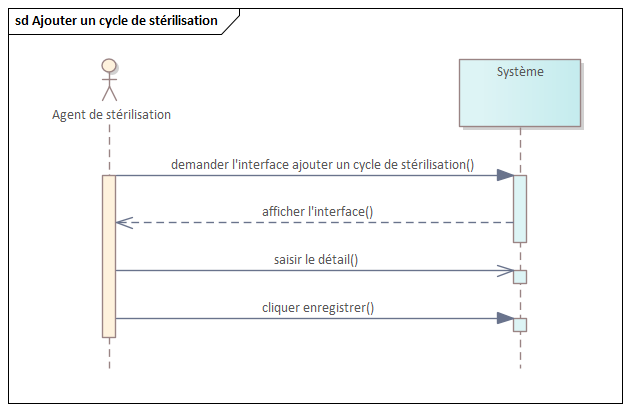 sd Ajouter un cycle de stérilisation
Système
Agent de stérilisation
demander l'interface ajouter un cycle de stérilisation()
afficher l'interface()
saisir le détail()
cliquer enregistrer()